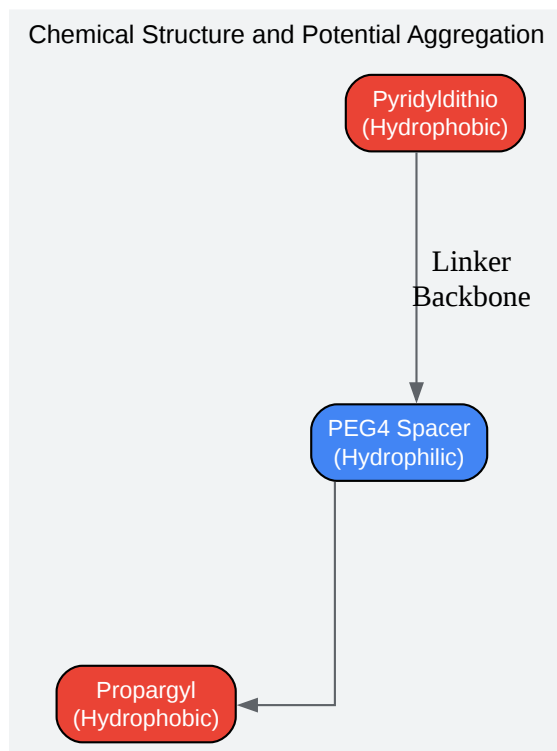 Chemical Structure and Potential Aggregation
Pyridyldithio
(Hydrophobic)
Linker
Backbone
PEG4 Spacer
(Hydrophilic)
Propargyl
(Hydrophobic)